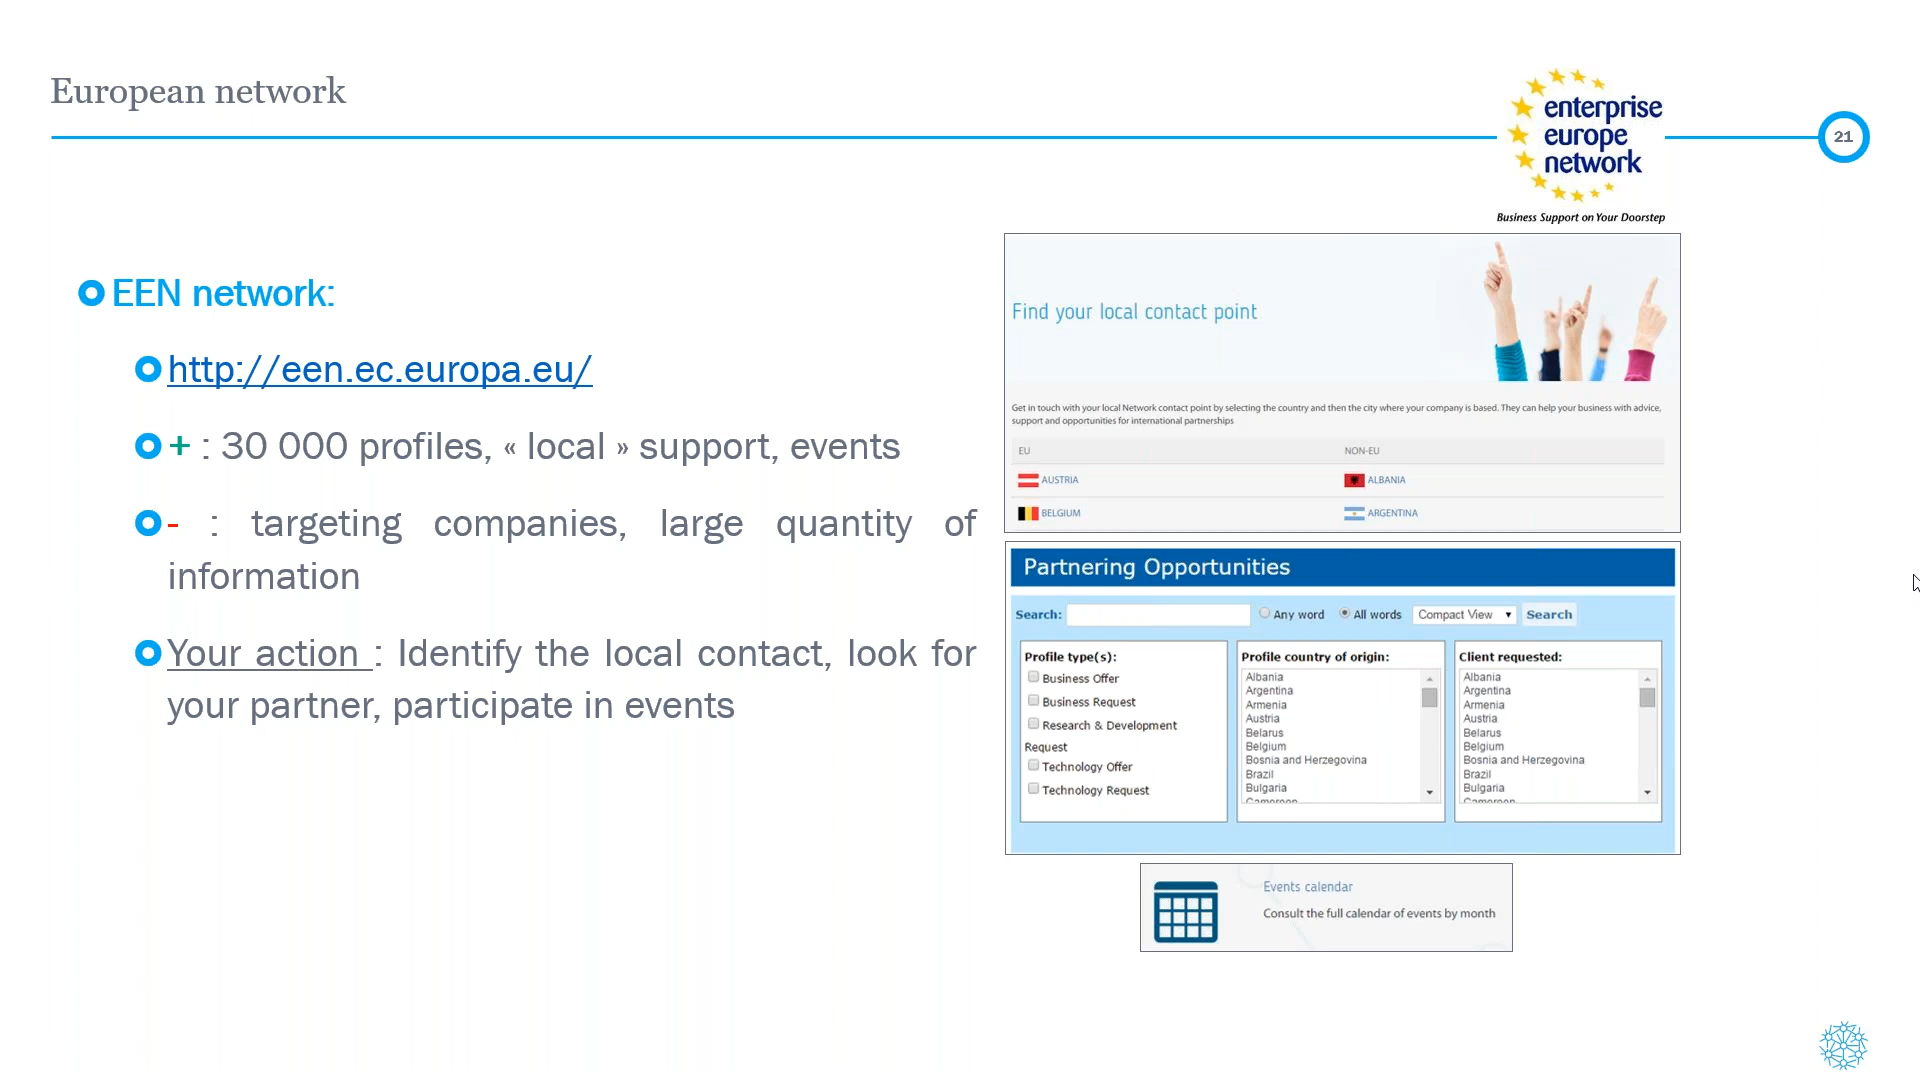 European network
enterprise
europe
network
Business Support on Your Doorstep
21
EEN network:
http://een.ec.europa.eu/
+ : 30 000 profiles, « local » support, events
- : targeting companies, large quantity of
information
Your action : Identify the local contact, look for
your partner, participate in events
Find your local contact point
Get in touch with your local Network contact point by selecting the country and then the city where your company is based. They can help your business with advice,
support and opportunities for international partnerships
EU NON-EU
AUSTRIA ALBANIA
BELGIUM ARGENTINA
Partnering Opportunities
Search: Any word All words Compact View Search
Profile type(s):
Business Offer
Business Request
Research & Development
Request
Technology Offer
Technology Request
Profile country of origin:
Albania
Argentina
Armenia
Austria
Belarus
Belgium
Bosnia and Herzegovina
Brazil
Bulgaria
Cameroon
Client requested:
Albania
Argentina
Armenia
Austria
Belarus
Belgium
Bosnia and Herzegovina
Brazil
Bulgaria
Cameroon
Events calendar
Consult the full calendar of events by month